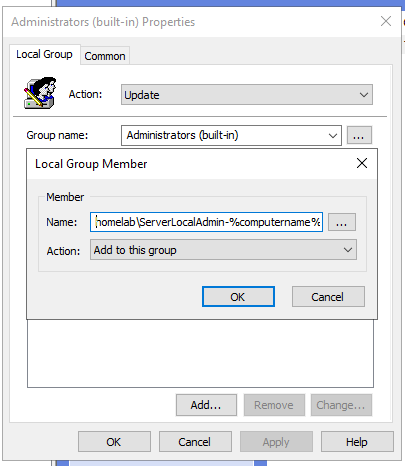 Administrators (built-in) Properties
Local Group
Common
Action:
Update
Group name:
Administrators (built-in)
...
Local Group Member
Member
Name:
homelab\ServerLocalAdmin-%computername%
...
Action:
Add to this group
OK
Cancel
Add...
Remove
Change...
OK
Cancel
Apply
Help